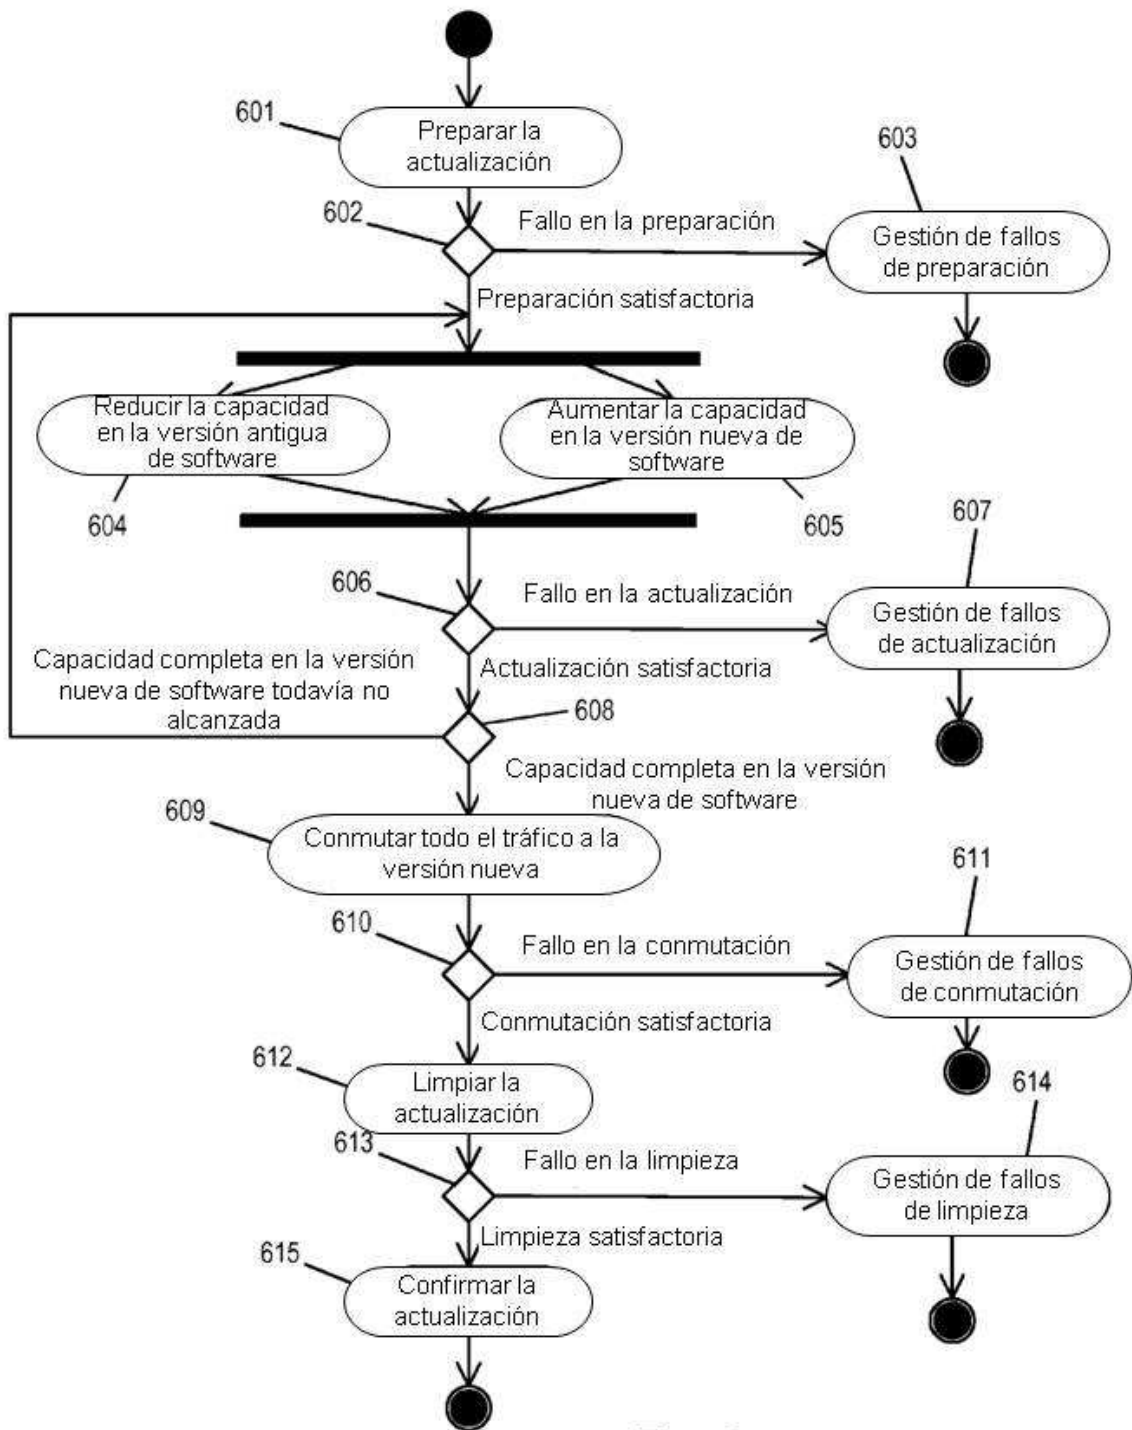 601
Preparar la
actualización
603
602
Fallo en la preparación
Gestión de fallos
de preparación
Preparación satisfactoria
Reducir la capacidad
en la versión antigua
de software
Aumentar la capacidad
en la versión nueva de
software
604
605
607
606
Fallo en la actualización
Gestión de fallos
de actualización
Capacidad completa en la versión
nueva de software todavía no
alcanzada
Actualización satisfactoria
608
Capacidad completa en la versión
nueva de software
609
Conmutar todo el tráfico a la
versión nueva
611
610
Fallo en la conmutación
Gestión de fallos
de conmutación
Conmutación satisfactoria
612
Limpiar la
actualización
614
613
Fallo en la limpieza
Gestión de fallos
de limpieza
Limpieza satisfactoria
615
Confirmar la
actualización